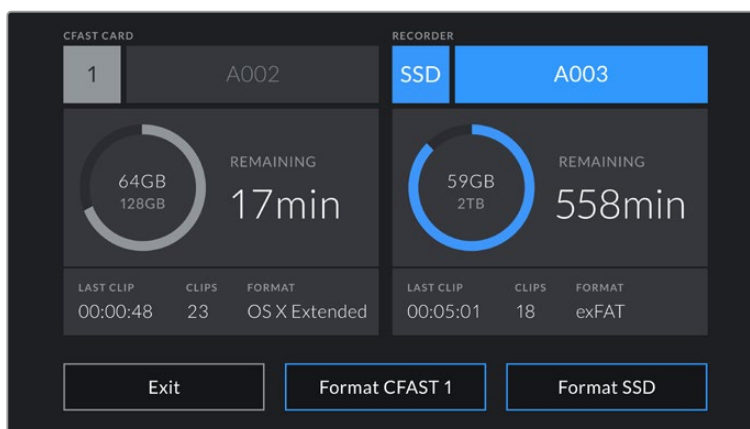 CFAST CARD
1
A002
64GB
128GB
REMAINING
17min
LAST CLIP
CLIPS
FORMAT
00:00:48
23
OS X Extended
RECORDER
SSD
A003
59GB
2TB
REMAINING
558min
LAST CLIP
CLIPS
FORMAT
00:05:01
18
exFAT
Exit
Format CFAST 1
Format SSD